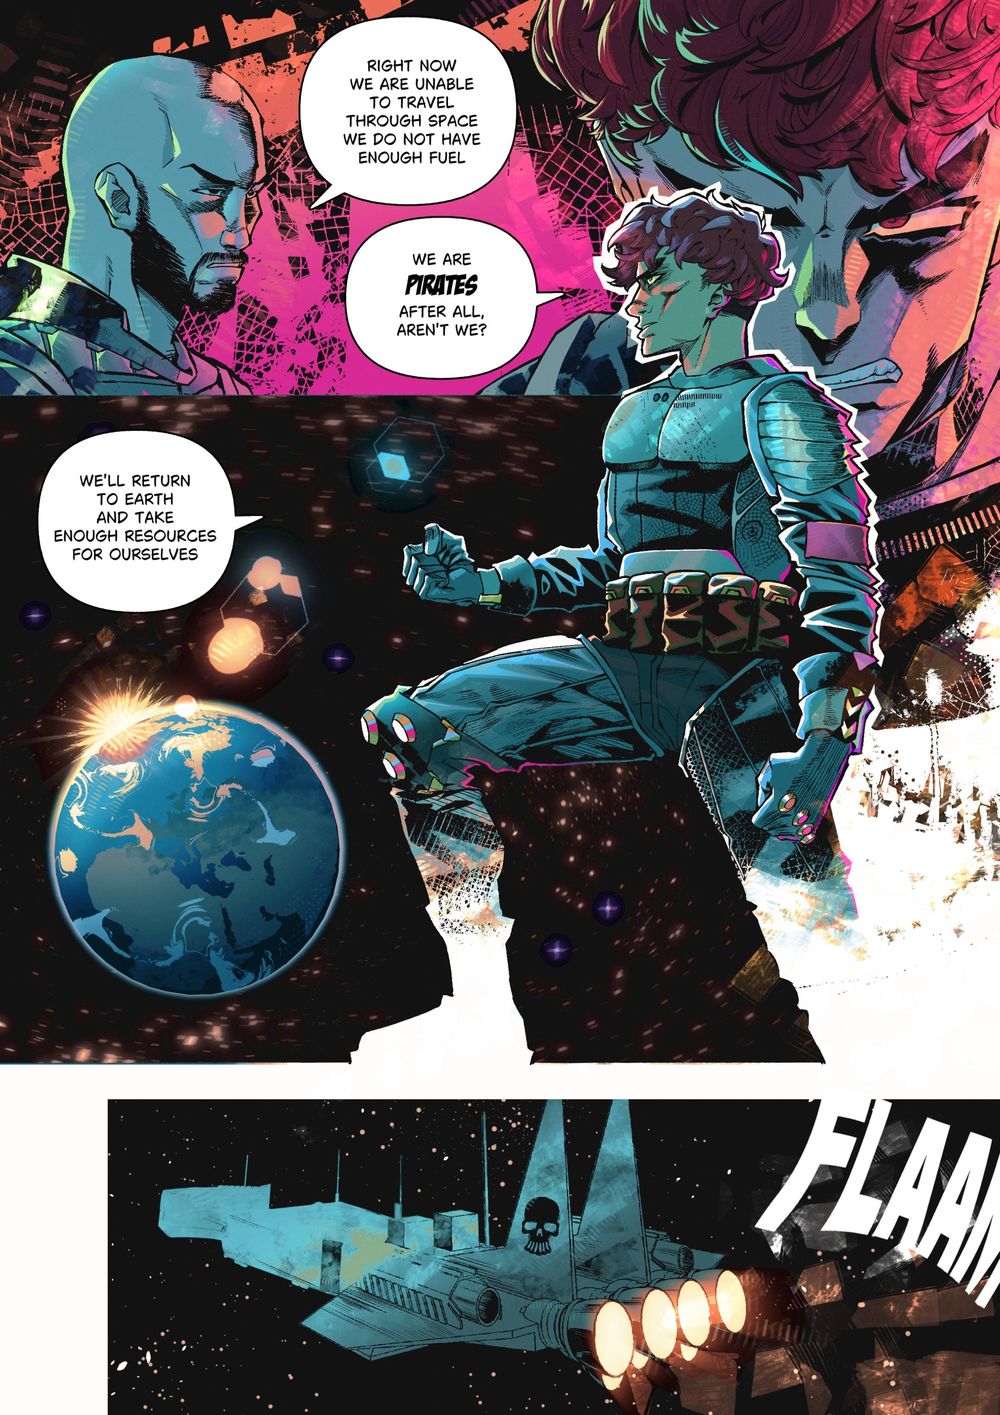 RIGHT NOW
WE ARE UNABLE
TO TRAVEL
THROUGH SPACE
WE DO NOT HAVE
ENOUGH FUEL
WE ARE
PIRATES
AFTER ALL,
AREN'T WE?
WE'LL RETURN
TO EARTH
AND TAKE
ENOUGH RESOURCES
FOR OURSELVES
FLAAM